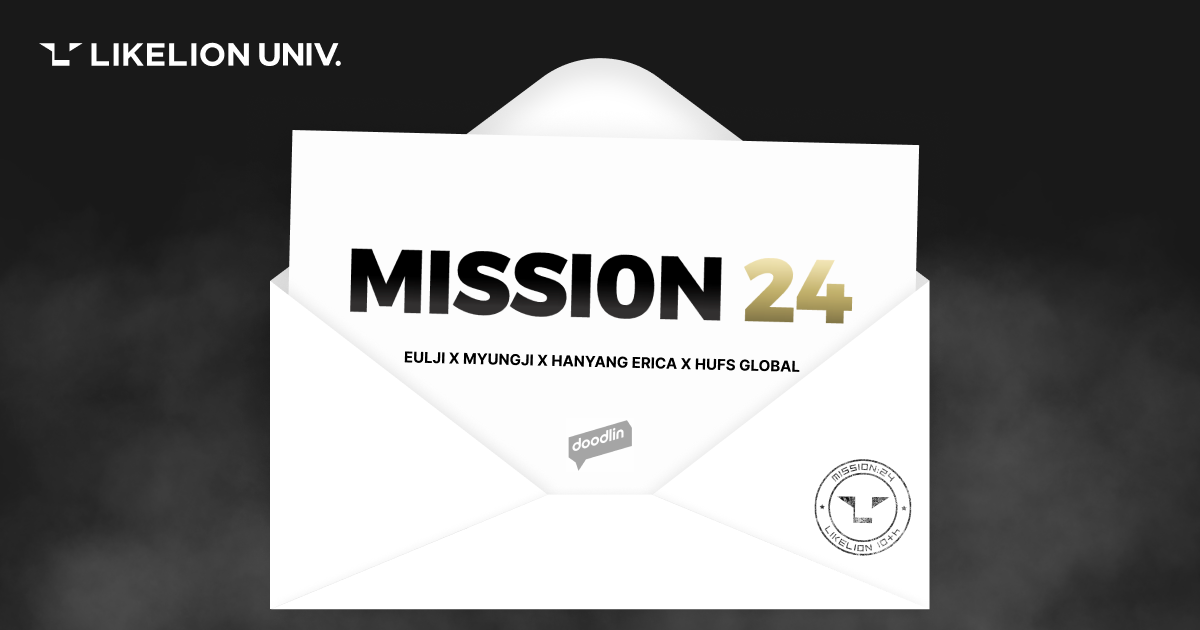 LIKELION UNIV.
MISSION 24
EULJI X MYUNGJI X HANYANG ERICA X HUFS GLOBAL
doodlin
MISSION:24
LIKELION 10th